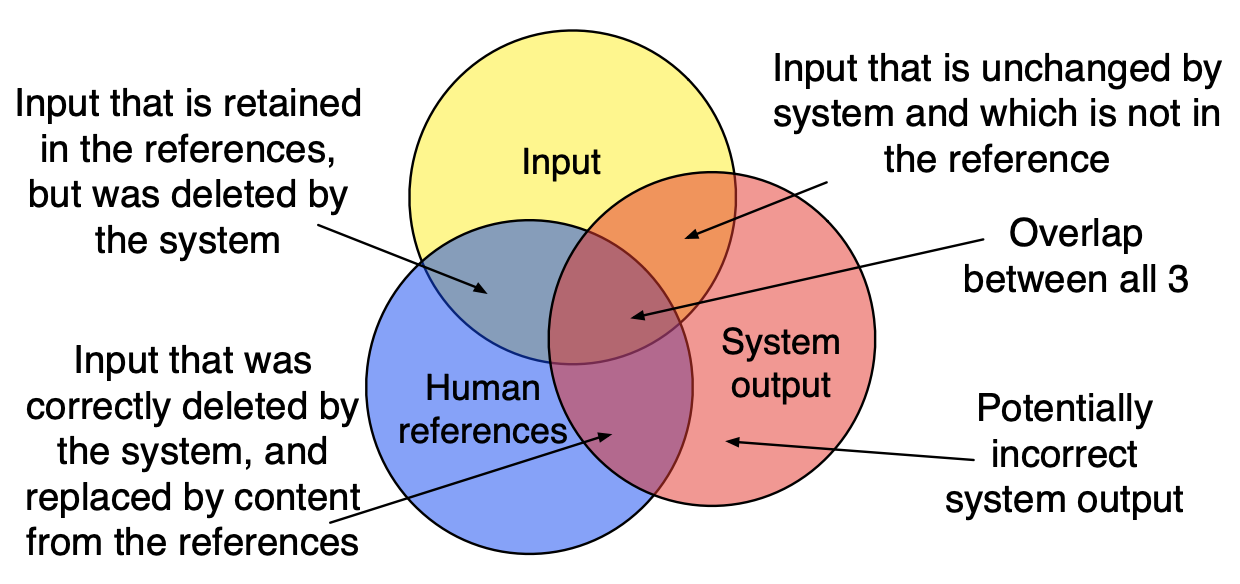 Input that is retained
in the references,
but was deleted by
the system
Input
Input that is unchanged by
system and which is not in
the reference
Overlap
between all 3
System
output
Human
references
Input that was
correctly deleted by
the system, and
replaced by content
from the references
Potentially
incorrect
system output